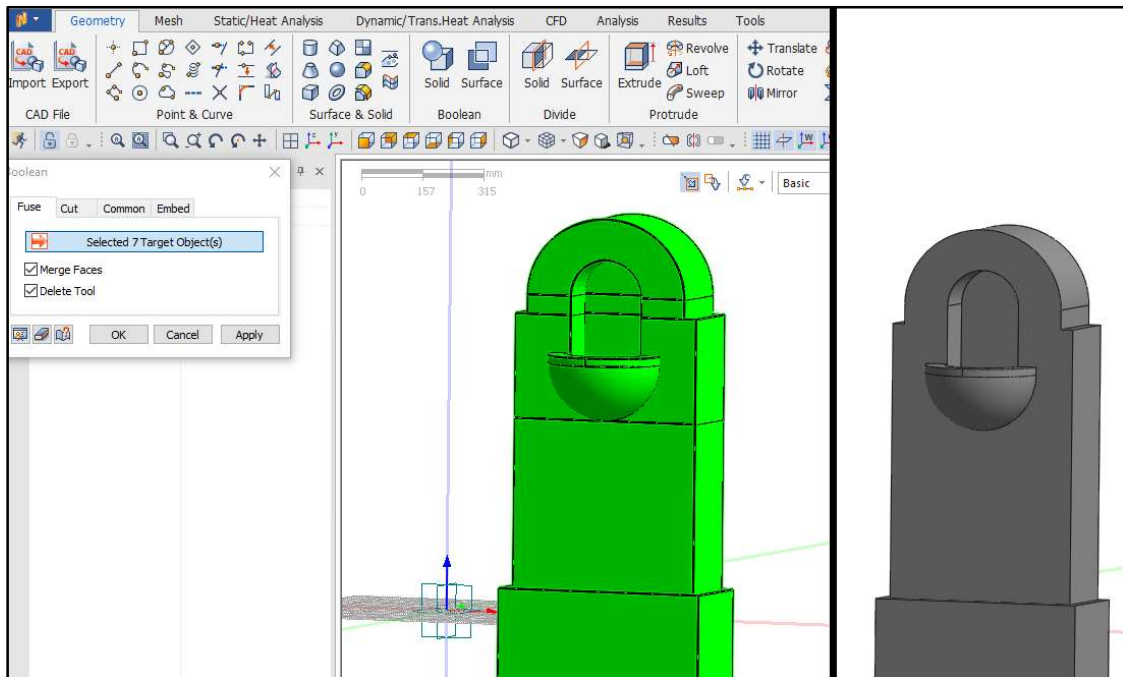 Geometry Mesh Static/Heat Analysis Dynamic/Trans.Heat Analysis CFD Analysis Results Tools
CAD CAD
Import Export
Solid Surface
Solid Surface
Extrude
Revolve
Loft
Sweep
Translate
Rotate
Mirror
CAD File Point & Curve Surface & Solid Boolean Divide Protrude
oolean
Fuse Cut Common Embed
Selected 7 Target Object(s)
Merge Faces
Delete Tool
OK Cancel Apply
mm
0 157 315
Basic